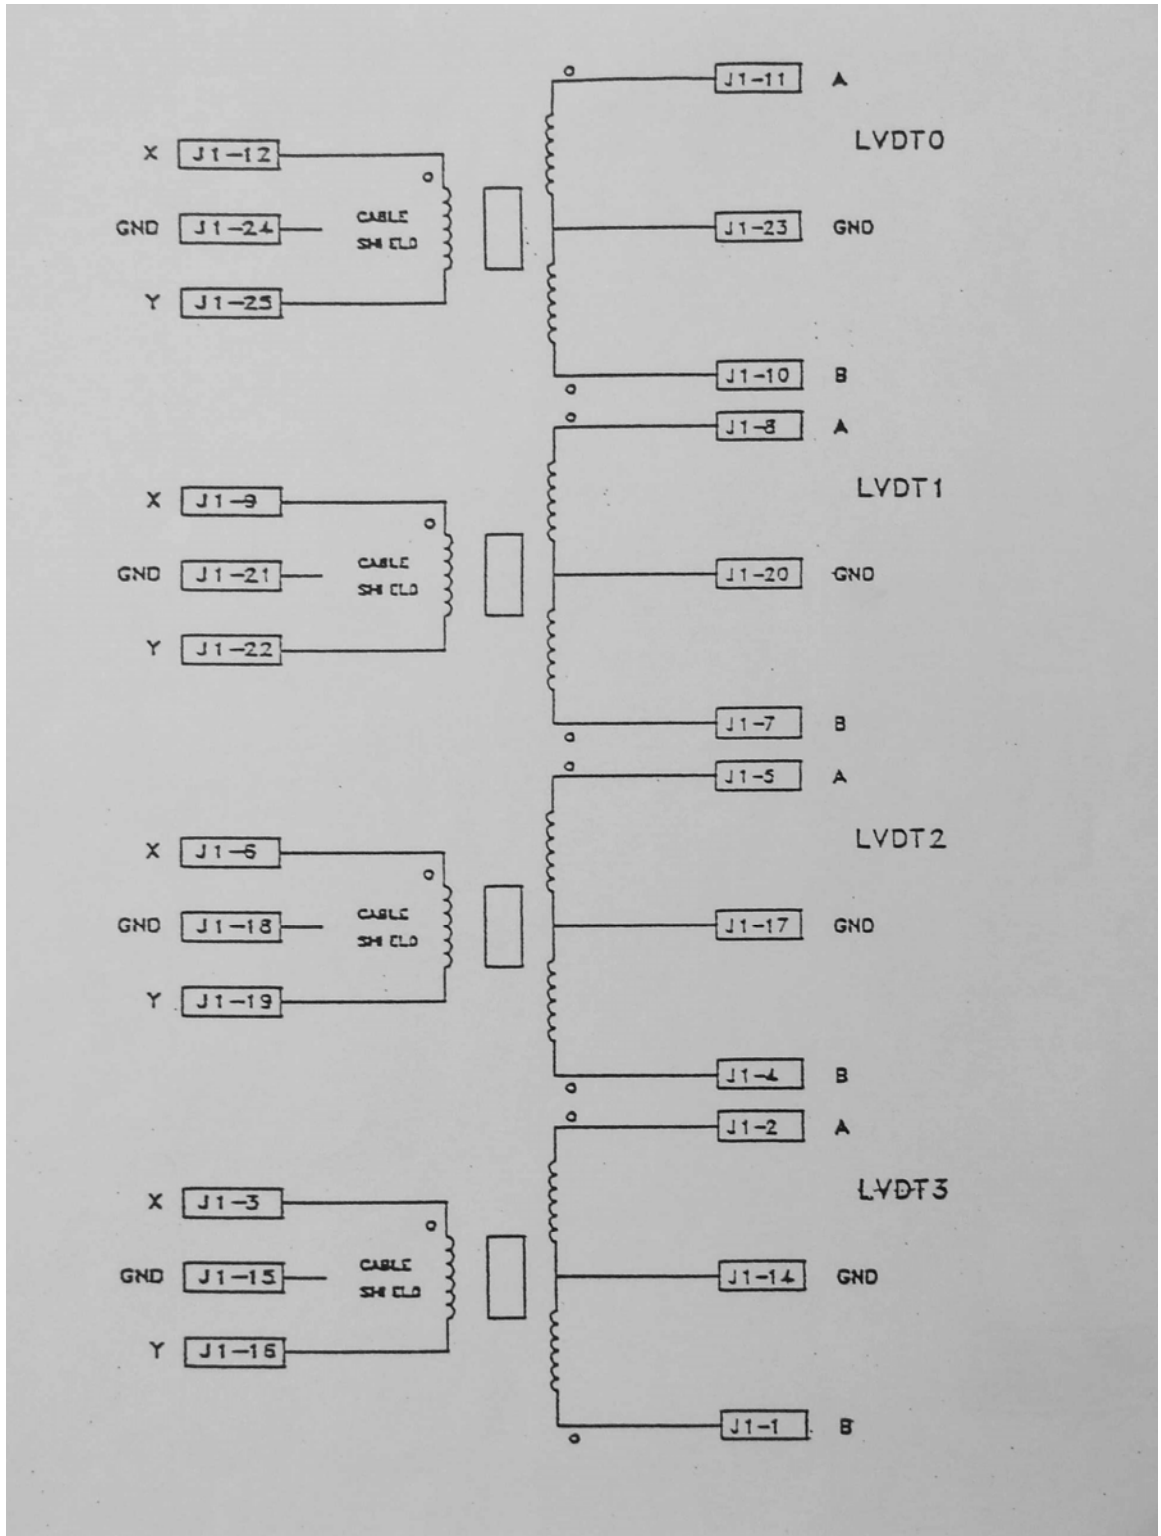 J1-11 A
LVDT0
X J1-12
GND J1-24 CABLE SHIELD J1-23 GND
Y J1-25
J1-10 B
J1-8 A
LVDT1
X J1-9
GND J1-21 CABLE SHIELD J1-20 GND
Y J1-22
J1-7 B
J1-5 A
LVDT2
X J1-6
GND J1-18 CABLE SHIELD J1-17 GND
Y J1-19
J1-4 B
J1-2 A
LVDT3
X J1-3
GND J1-15 CABLE SHIELD J1-14 GND
Y J1-16
J1-1 B